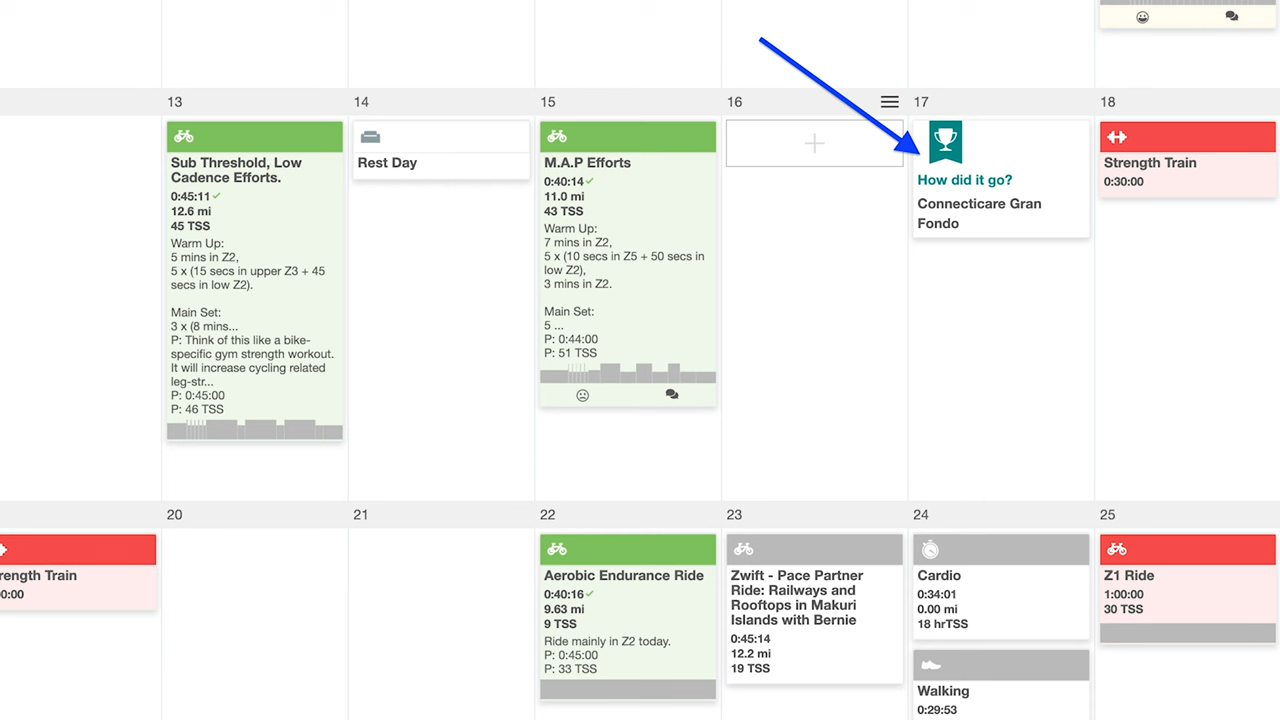 13
14
15
16
17
18
Sub Threshold, Low
Cadence Efforts.
0:45:11
12.6 mi
45 TSS
Warm Up:
5 mins in Z2,
5 x (15 secs in upper Z3 + 45
secs in low Z2).
Main Set:
3 x (8 mins...
P: Think of this like a bike-
specific gym strength workout.
It will increase cycling related
leg-str...
P: 0:45:00
P: 46 TSS
Rest Day
M.A.P Efforts
0:40:14
11.0 mi
43 TSS
Warm Up:
7 mins in Z2,
5 x (10 secs in Z5 + 50 secs in
low Z2),
3 mins in Z2.
Main Set:
5 ...
P: 0:44:00
P: 51 TSS
How did it go?
Connecticare Gran
Fondo
Strength Train
0:30:00
20
21
22
23
24
25
rength Train
00:00
Aerobic Endurance Ride
0:40:16
9.63 mi
9 TSS
Ride mainly in Z2 today.
P: 0:45:00
P: 33 TSS
Zwift - Pace Partner
Ride: Railways and
Rooftops in Makuri
Islands with Bernie
0:45:14
12.2 mi
19 TSS
Cardio
0:34:01
0.00 mi
18 hrTSS
Walking
0:29:53
Z1 Ride
1:00:00
30 TSS